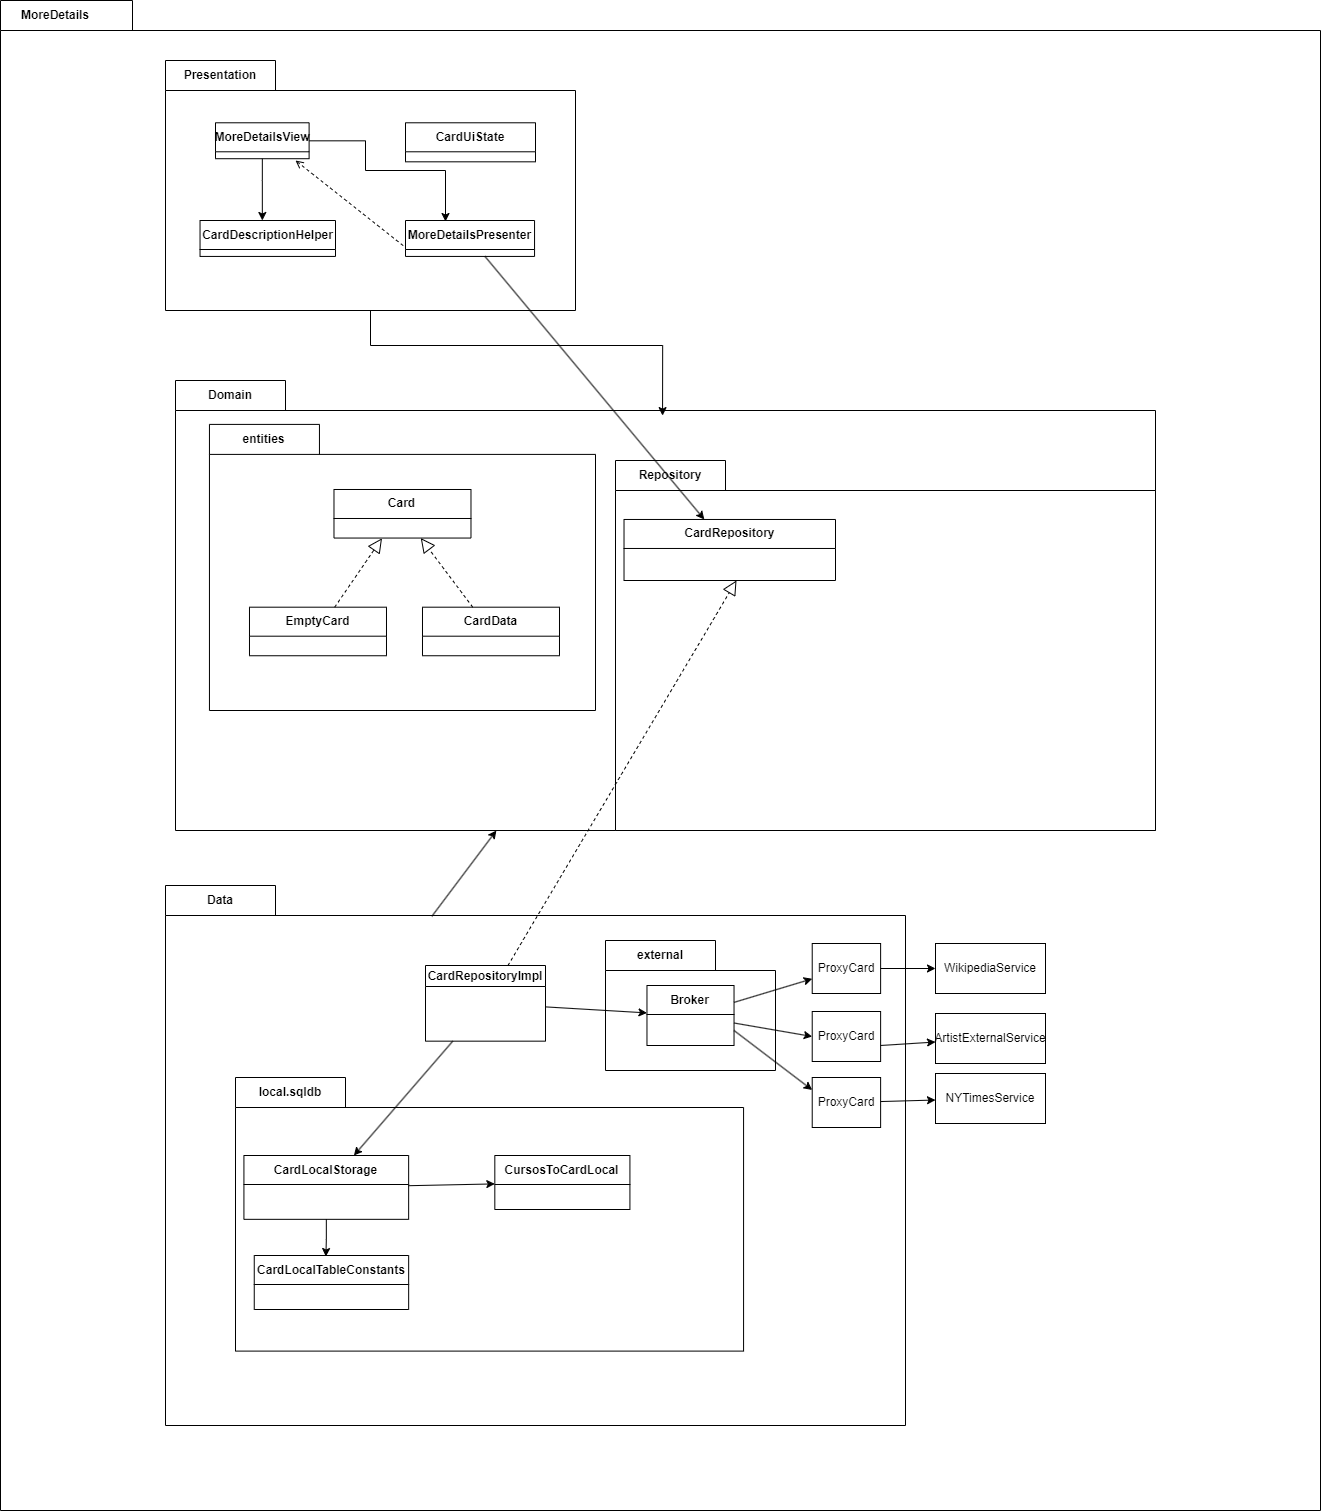 MoreDetails
Presentation
MoreDetailsView
CardUiState
CardDescriptionHelper
MoreDetailsPresenter
Domain
entities
Repository
Card
CardRepository
EmptyCard
CardData
Data
external
CardRepositoryImpl
Broker
ProxyCard
WikipediaService
ProxyCard
ArtistExternalService
ProxyCard
NYTimesService
local.sqldb
CardLocalStorage
CursosToCardLocal
CardLocalTableConstants